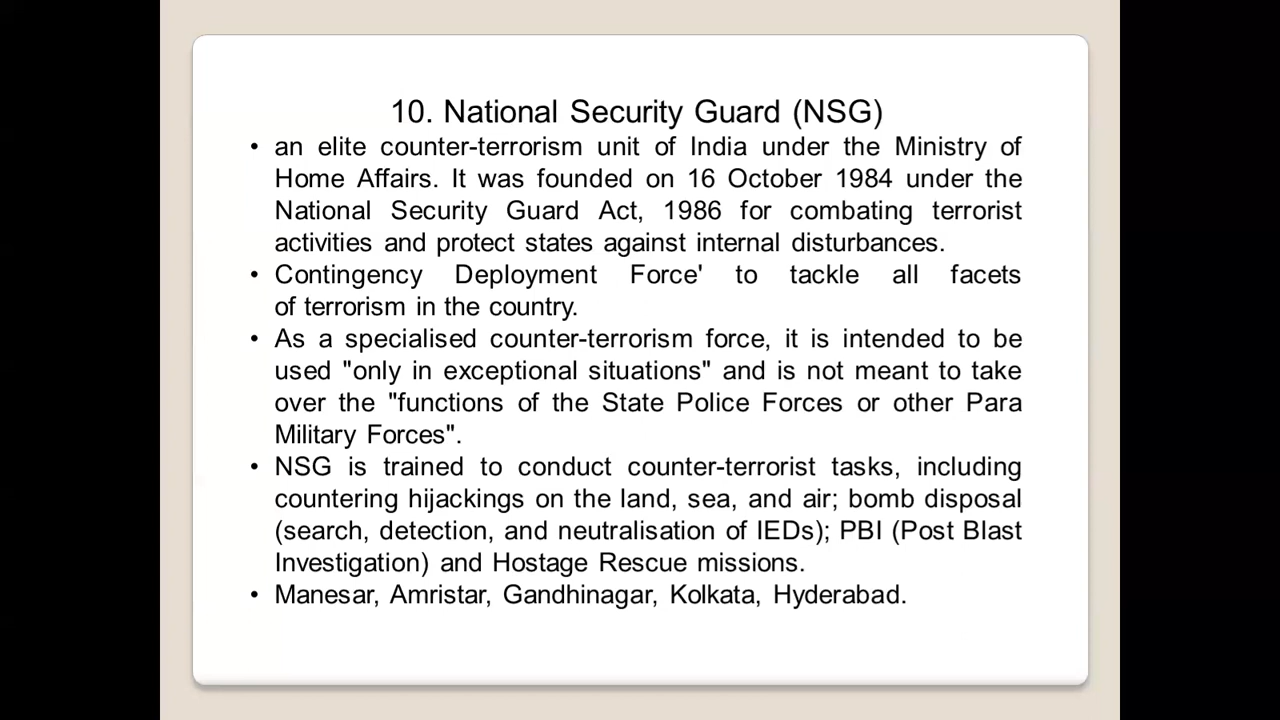 10. National Security Guard (NSG)
• an elite counter-terrorism unit of India under the Ministry of
Home Affairs. It was founded on 16 October 1984 under the
National Security Guard Act, 1986 for combating terrorist
activities and protect states against internal disturbances.
• Contingency Deployment Force' to tackle all facets
of terrorism in the country.
• As a specialised counter-terrorism force, it is intended to be
used "only in exceptional situations" and is not meant to take
over the "functions of the State Police Forces or other Para
Military Forces".
• NSG is trained to conduct counter-terrorist tasks, including
countering hijackings on the land, sea, and air; bomb disposal
(search, detection, and neutralisation of IEDs); PBI (Post Blast
Investigation) and Hostage Rescue missions.
• Manesar, Amristar, Gandhinagar, Kolkata, Hyderabad.